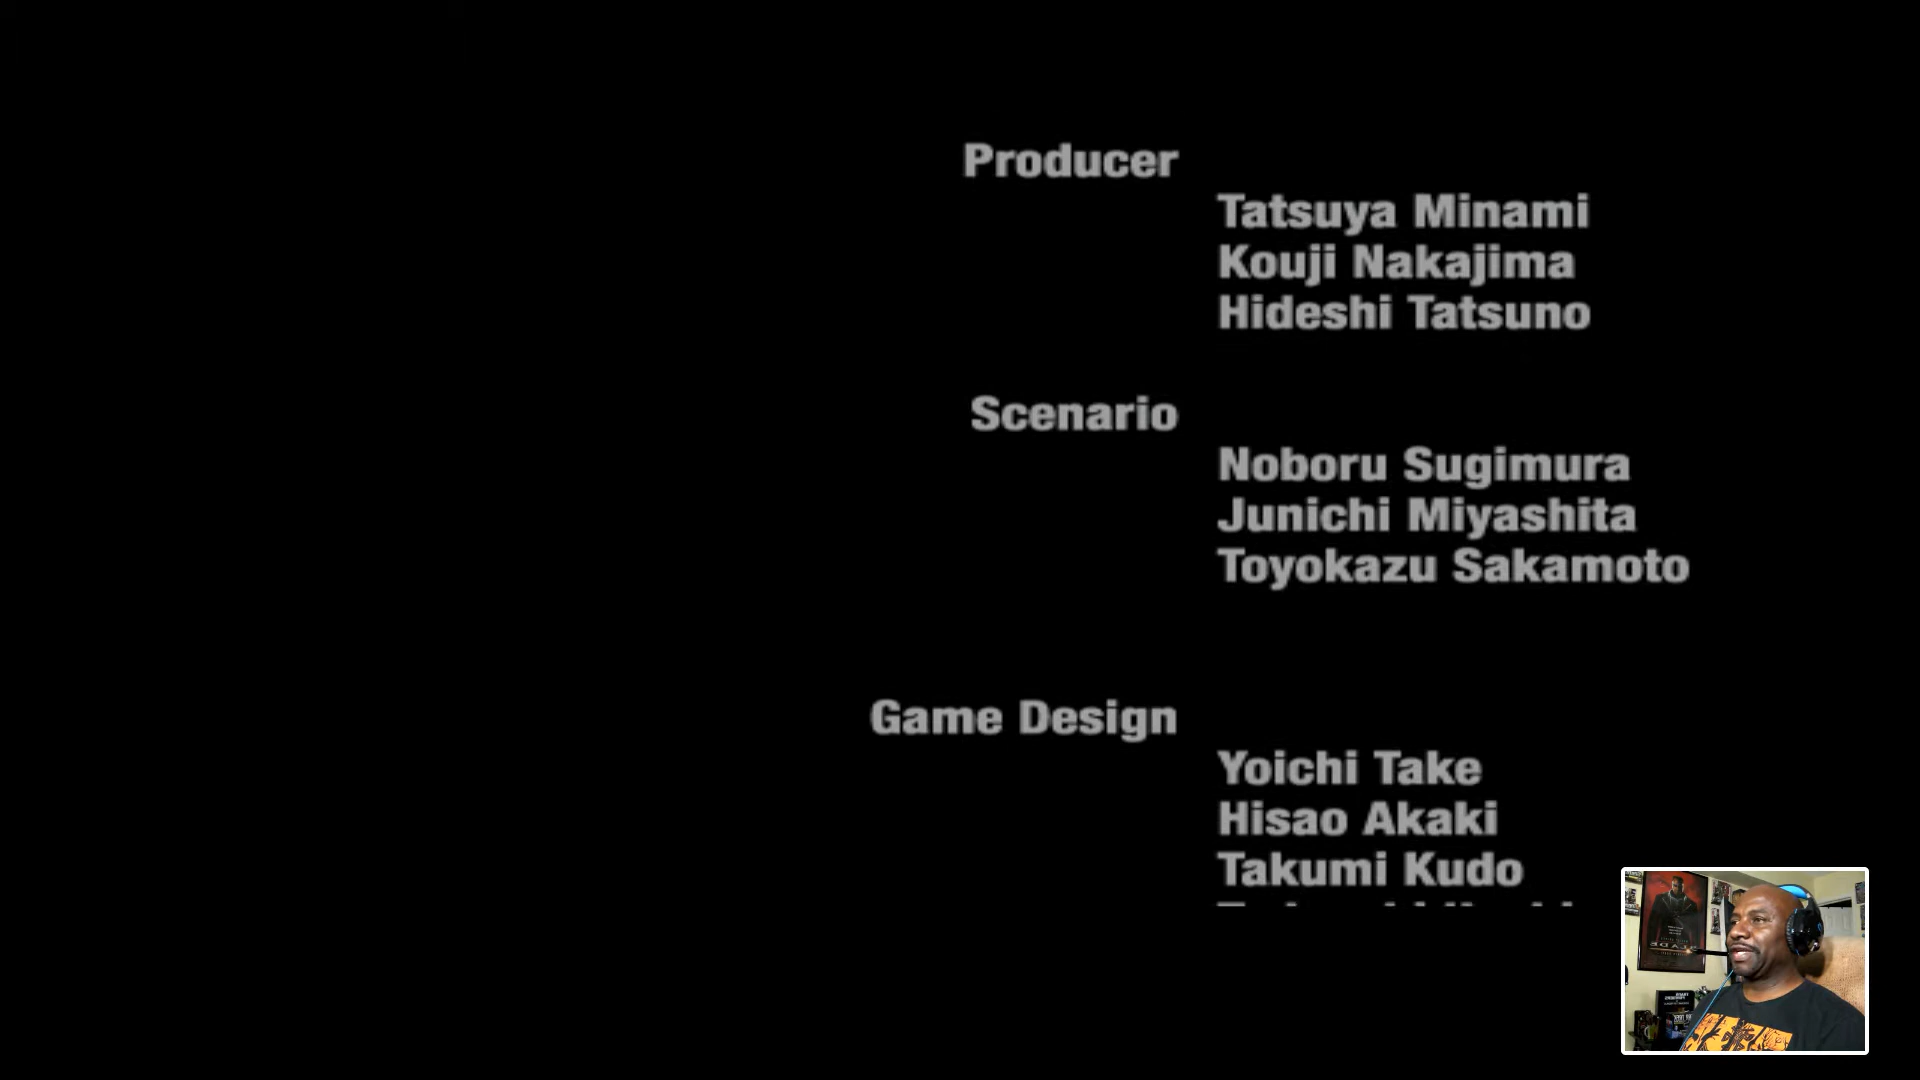 Producer
Tatsuya Minami
Kouji Nakajima
Hideshi Tatsuno
Scenario
Noboru Sugimura
Junichi Miyashita
Toyokazu Sakamoto
Game Design
Yoichi Take
Hisao Akaki
Takumi Kudo